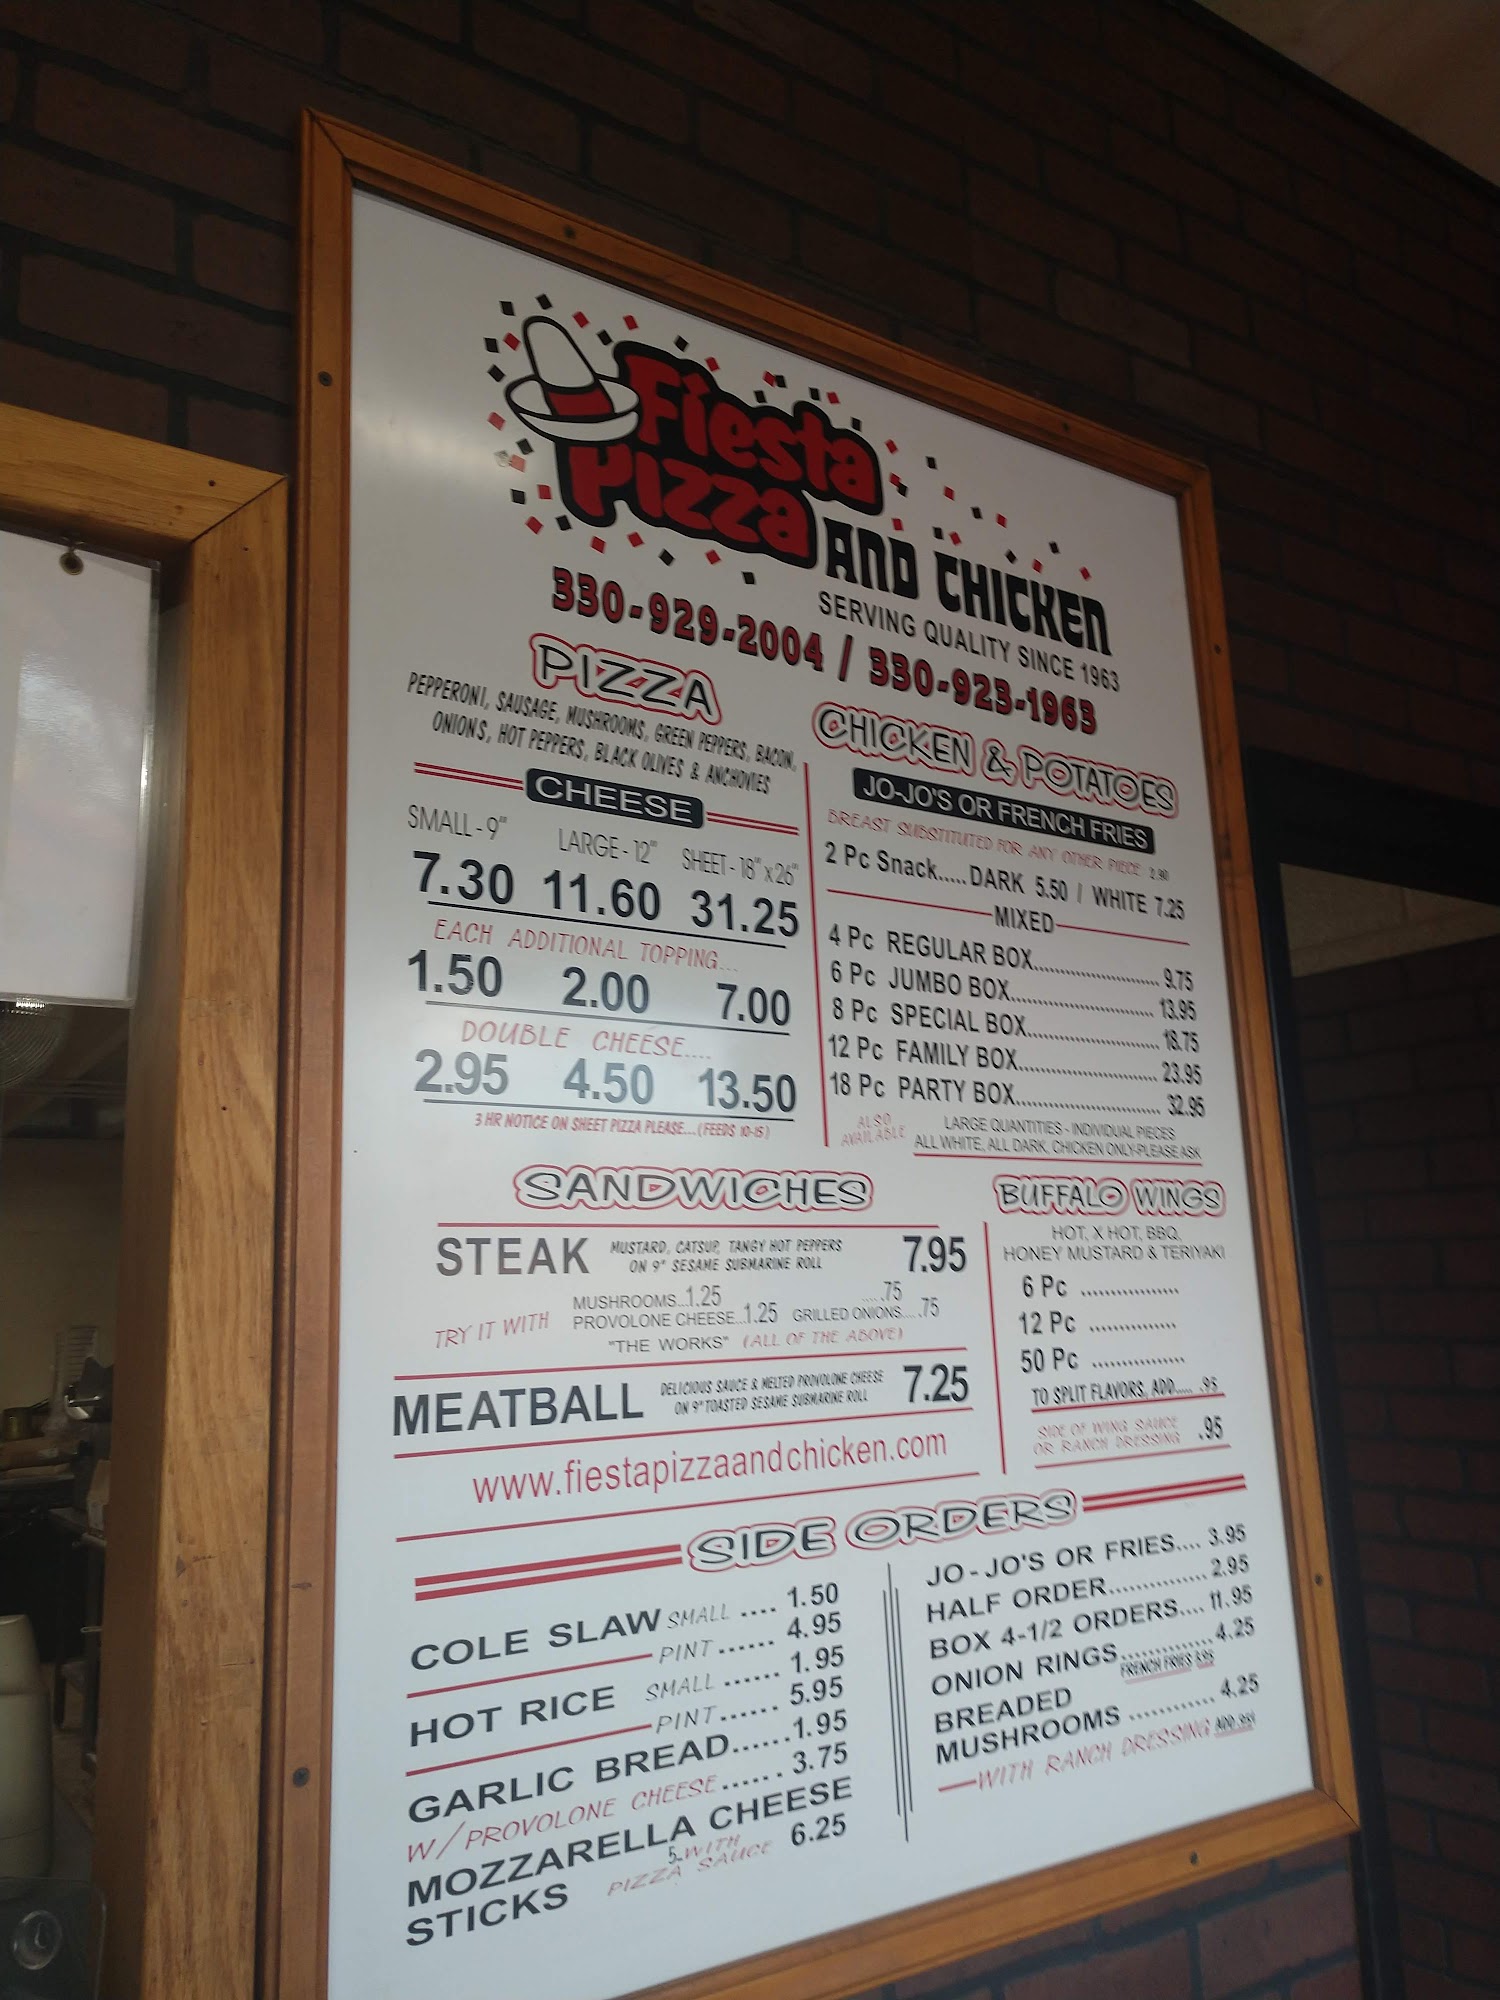 Fiesta
Pizza AND CHICKEN
SERVING QUALITY SINCE 1963
330-929-2004 / 330-923-1963
PIZZA
PEPPERONI, SAUSAGE, MUSHROOMS, GREEN PEPPERS, BACON,
ONIONS, HOT PEPPERS, BLACK OLIVES & ANCHOVIES
CHEESE
SMALL - 9" LARGE - 12" SHEET - 18" x 26"
7.30 11.60 31.25
EACH ADDITIONAL TOPPING...
1.50 2.00 7.00
DOUBLE CHEESE....
2.95 4.50 13.50
3 HR NOTICE ON SHEET PIZZA PLEASE... (FEEDS 10-15)
CHICKEN & POTATOES
JO-JO'S OR FRENCH FRIES
BREAST SUBSTITUTED FOR ANY OTHER PIECE
2 Pc Snack..... DARK 5.50 / WHITE 7.25
MIXED
4 Pc REGULAR BOX........................ 9.75
6 Pc JUMBO BOX........................... 13.95
8 Pc SPECIAL BOX......................... 18.75
12 Pc FAMILY BOX.......................... 23.95
18 Pc PARTY BOX........................... 32.95
ALSO
AVAILABLE
LARGE QUANTITIES - INDIVIDUAL PIECES
ALL WHITE, ALL DARK, CHICKEN ONLY-PLEASE ASK
SANDWICHES
STEAK MUSTARD, CATSUP, TANGY HOT PEPPERS
ON 9" SESAME SUBMARINE ROLL 7.95
TRY IT WITH MUSHROOMS...1.25 .....75
PROVOLONE CHEESE...1.25 GRILLED ONIONS.... .75
"THE WORKS" (ALL OF THE ABOVE)
MEATBALL DELICIOUS SAUCE & MELTED PROVOLONE CHEESE
ON 9" TOASTED SESAME SUBMARINE ROLL 7.25
www.fiestapizzaandchicken.com
BUFFALO WINGS
HOT, X HOT, BBQ,
HONEY MUSTARD & TERIYAKI
6 Pc .................
12 Pc ...............
50 Pc ................
TO SPLIT FLAVORS, ADD..... .95
SIDE OF WING SAUCE
OR RANCH DRESSING .95
SIDE ORDERS
COLE SLAW SMALL .... 1.50
PINT ...... 4.95
HOT RICE SMALL ...... 1.95
PINT ...... 5.95
GARLIC BREAD......1.95
W/PROVOLONE CHEESE...... 3.75
MOZZARELLA CHEESE
STICKS 5-WITH
PIZZA SAUCE 6.25
JO-JO'S OR FRIES.... 3.95
HALF ORDER............... 2.95
BOX 4-1/2 ORDERS.... 11.95
ONION RINGS.............. 4.25
FRENCH FRIES
BREADED
MUSHROOMS ........... 4.25
WITH RANCH DRESSING ADD .95¢